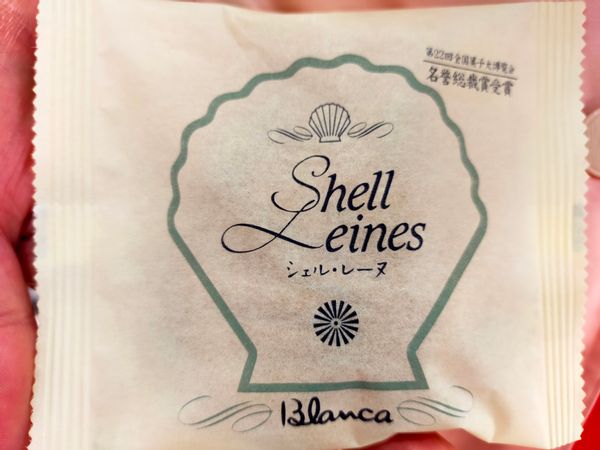 第22回全国菓子大博覧会
名誉総裁賞受賞
Shell
Leines
シェル・レーヌ
Blanca